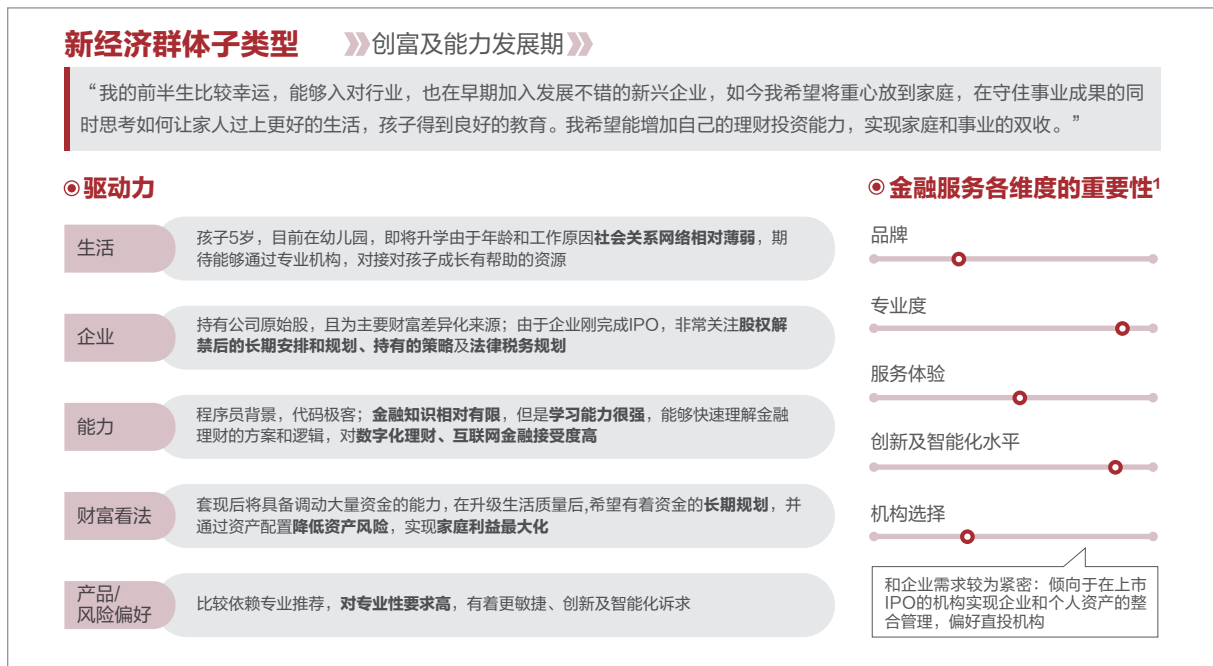 新经济群体子类型
创富及能力发展期
“我的前半生比较幸运，能够入对行业，也在早期加入发展不错的新兴企业，如今我希望将重心放到家庭，在守住事业成果的同
时思考如何让家人过上更好的生活，孩子得到良好的教育。我希望能增加自己的理财投资能力，实现家庭和事业的双收。”
驱动力
生活
孩子5岁，目前在幼儿园，即将升学由于年龄和工作原因社会关系网络相对薄弱，期
待能够通过专业机构，对接对孩子成长有帮助的资源
企业
持有公司原始股，且为主要财富差异化来源；由于企业刚完成IPO，非常关注股权解
禁后的长期安排和规划、持有的策略及法律税务规划
能力
程序员背景，代码极客；金融知识相对有限，但是学习能力很强，能够快速理解金融
理财的方案和逻辑，对数字化理财、互联网金融接受度高
财富看法
套现后将具备调动大量资金的能力，在升级生活质量后,希望有着资金的长期规划，并
通过资产配置降低资产风险，实现家庭利益最大化
产品/
风险偏好
比较依赖专业推荐，对专业性要求高，有着更敏捷、创新及智能化诉求
金融服务各维度的重要性1
品牌
专业度
服务体验
创新及智能化水平
机构选择
和企业需求较为紧密：倾向于在上市
IPO的机构实现企业和个人资产的整
合管理，偏好直投机构